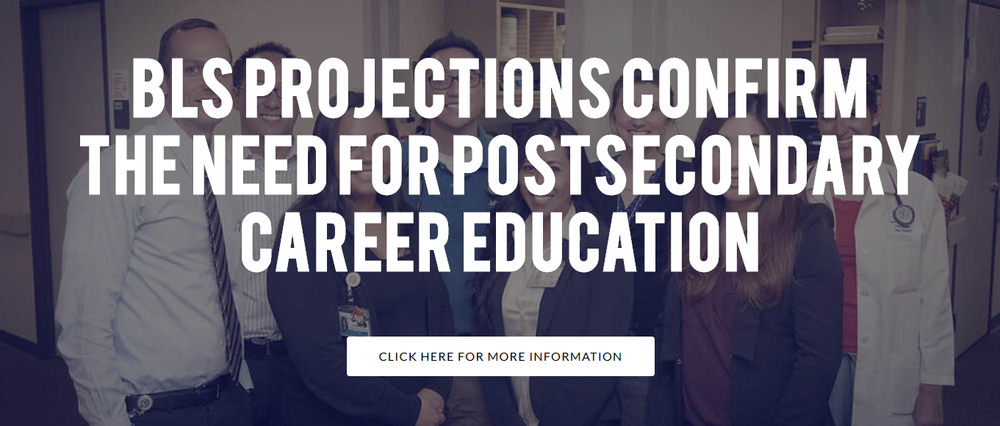 BLS PROJECTIONS CONFIRM
THE NEED FOR POSTSECONDARY
CAREER EDUCATION
CLICK HERE FOR MORE INFORMATION